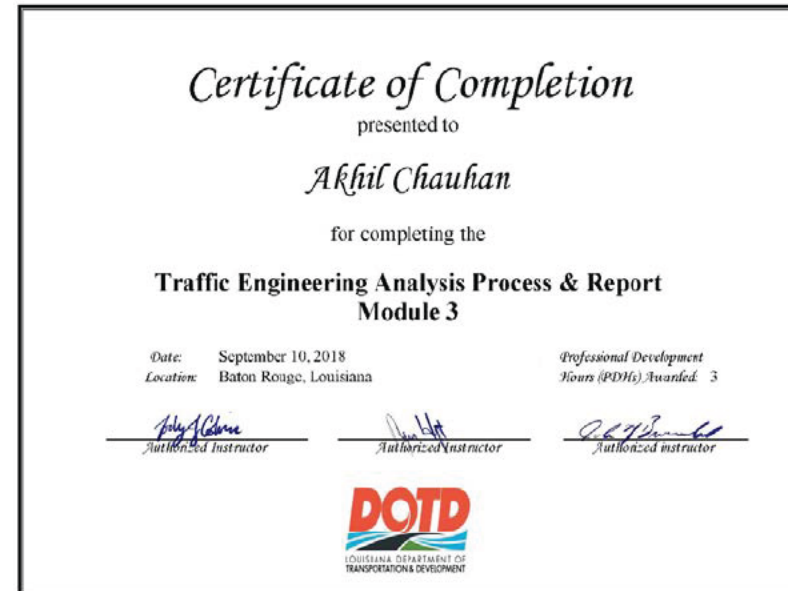 Certificate of Completion
presented to
Akhil Chauhan
for completing the
Traffic Engineering Analysis Process & Report
Module 3
Date: September 10, 2018
Location: Baton Rouge, Louisiana
Professional Development
Hours (PDHs) Awarded: 3
Authorized Instructor
Authorized Instructor
Authorized instructor
DOTD
LOUISIANA DEPARTMENT OF
TRANSPORTATION & DEVELOPMENT